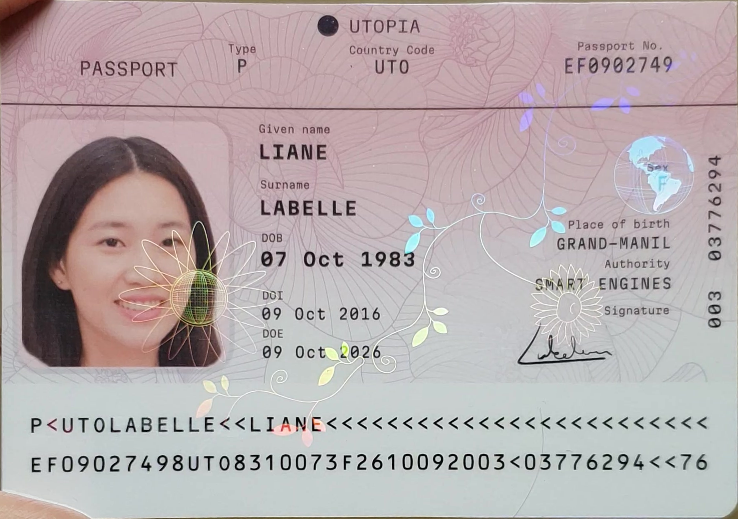 UTOPIA
Type
Country Code
Passport No.
PASSPORT
P
UTO
EF0902749
Given name
LIANE
Surname
LABELLE
DOB
07 Oct 1983
DOI
09 Oct 2016
DOE
09 Oct 2026
Sex
F
Place of birth
GRAND-MANIL
Authority
SMART ENGINES
Signature
003 03776294
P<UTOLABELLE<<LIANE<<<<<<<<<<<<<<<<<<<<<<<<<
EF09027498UTO8310073F2610092003<03776294<<76